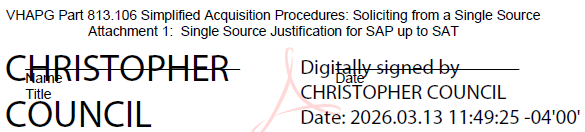 VHAPG Part 813.106 Simplified Acquisition Procedures: Soliciting from a Single Source
Attachment 1: Single Source Justification for SAP up to SAT
CHRISTOPHER
COUNCIL
Name
Title
Digitally signed by
CHRISTOPHER COUNCIL
Date: 2026.03.13 11:49:25 -04'00'
Date